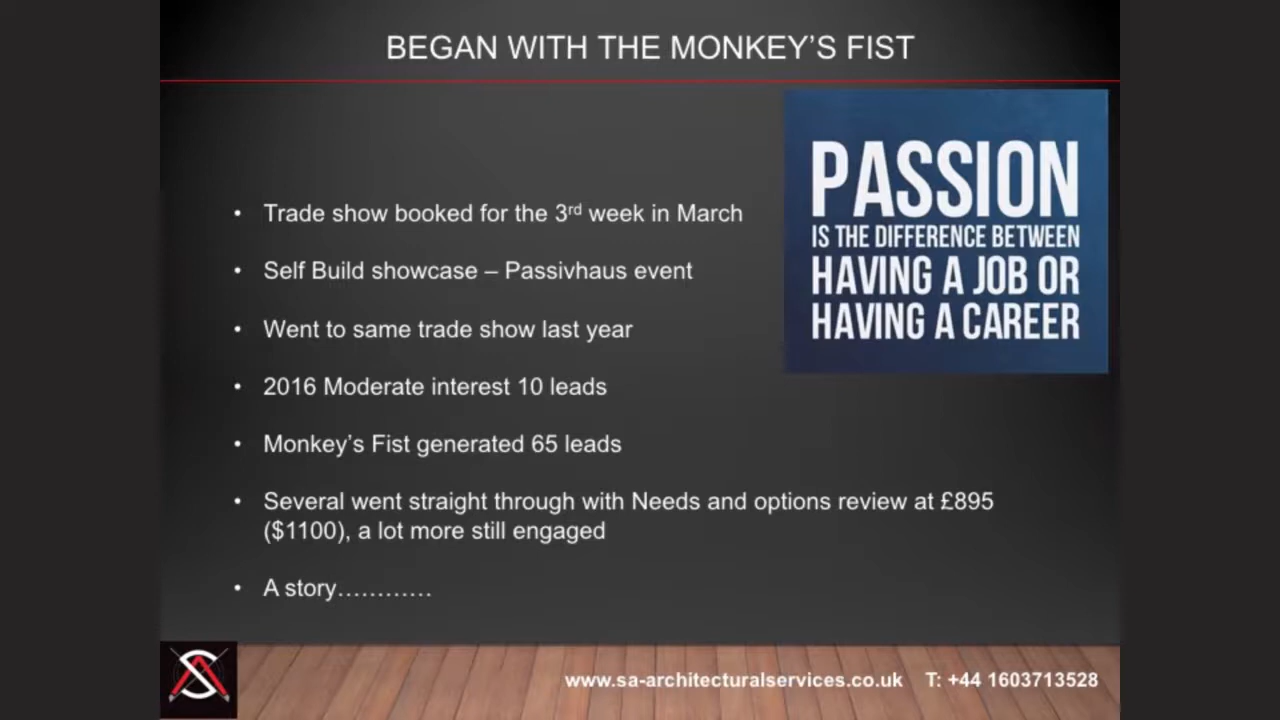 BEGAN WITH THE MONKEY’S FIST
PASSION
IS THE DIFFERENCE BETWEEN
HAVING A JOB OR
HAVING A CAREER
• Trade show booked for the 3rd week in March
• Self Build showcase – Passivhaus event
• Went to same trade show last year
• 2016 Moderate interest 10 leads
• Monkey’s Fist generated 65 leads
• Several went straight through with Needs and options review at £895
($1100), a lot more still engaged
• A story…………
www.sa-architecturalservices.co.uk T: +44 1603713528